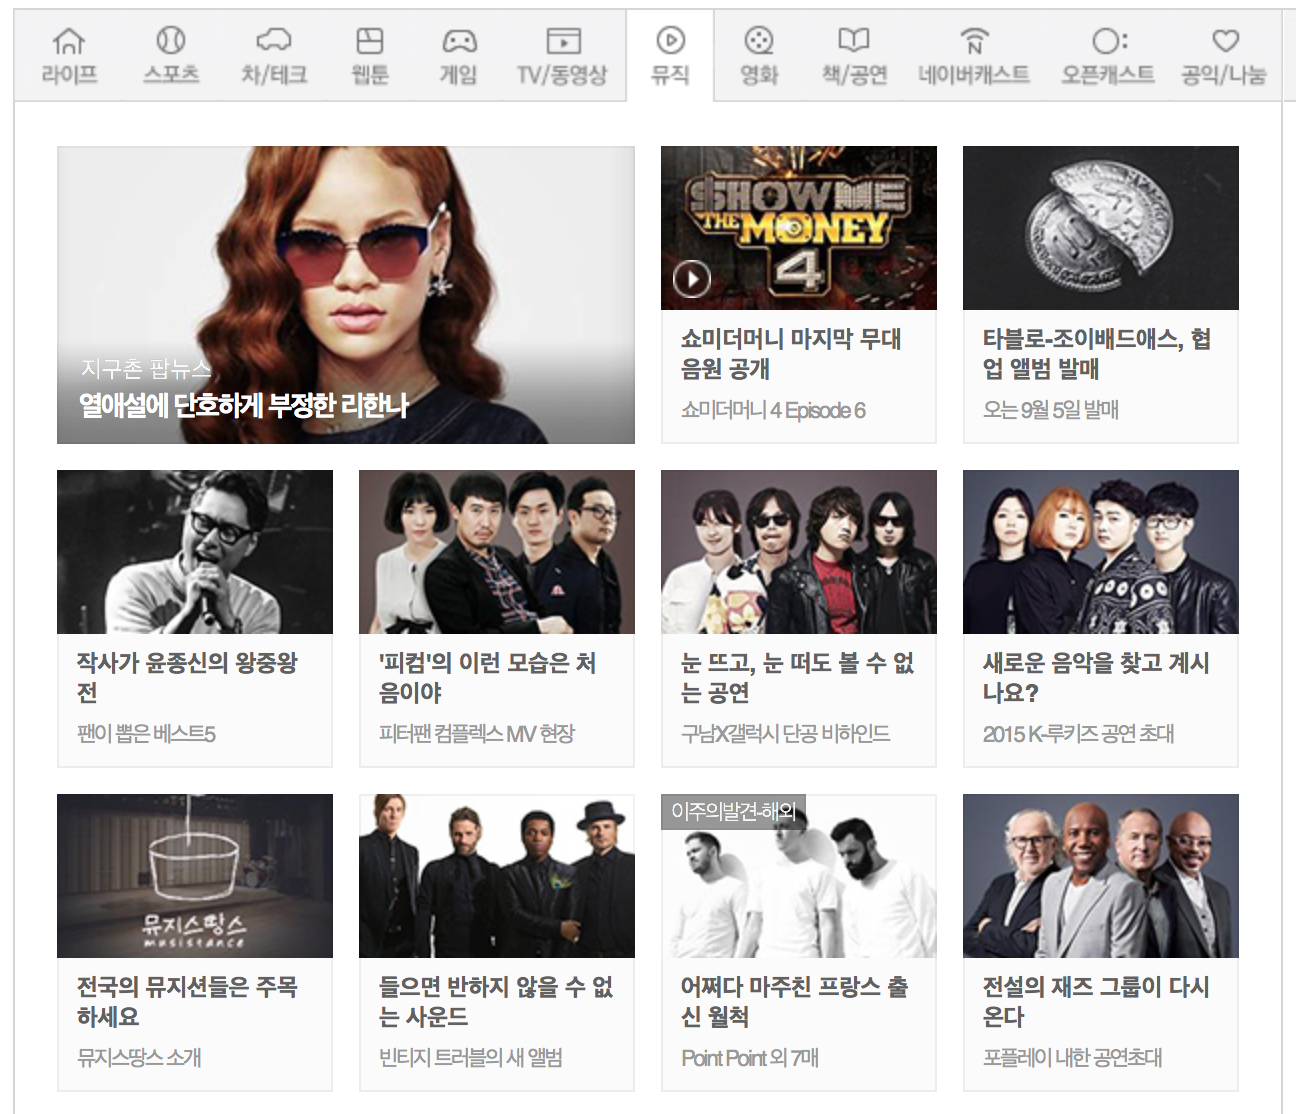 라이프
스포츠
차/테크
웹툰
게임
TV/동영상
뮤직
영화
책/공연
네이버캐스트
오픈캐스트
공익/나눔
지구촌 팝뉴스
열애설에 단호하게 부정한 리한나
SHOW ME
THE MONEY
4
쇼미더머니 마지막 무대
음원 공개
쇼미더머니 4 Episode 6
타블로-조이배드애스, 협
업 앨범 발매
오는 9월 5일 발매
작사가 윤종신의 왕중왕
전
팬이 뽑은 베스트5
'피컴'의 이런 모습은 처
음이야
피터팬 컴플렉스 MV 현장
눈 뜨고, 눈 떠도 볼 수 없
는 공연
구남X갤럭시 단공 비하인드
새로운 음악을 찾고 계시
나요?
2015 K-루키즈 공연 초대
뮤지스땅스
musistance
전국의 뮤지션들은 주목
하세요
뮤지스땅스 소개
들으면 반하지 않을 수 없
는 사운드
빈티지 트러블의 새 앨범
이주의발견-해외
어쩌다 마주친 프랑스 출
신 월척
Point Point 외 7매
전설의 재즈 그룹이 다시
온다
포플레이 내한 공연초대